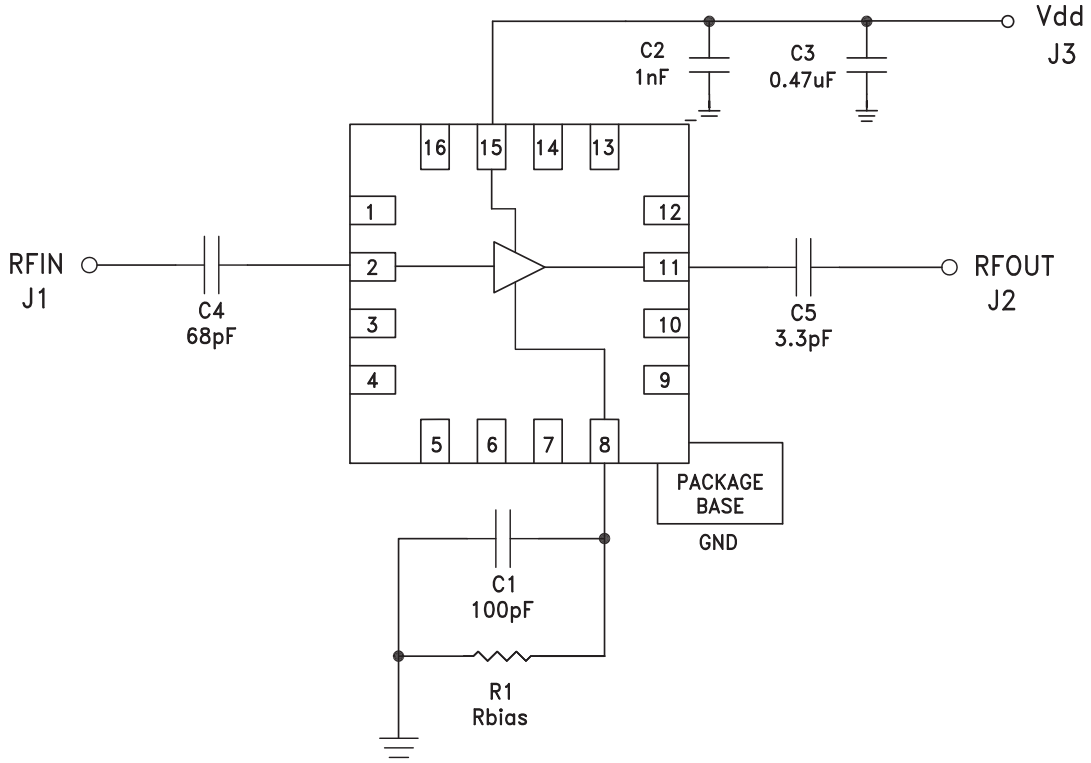 Vdd
J3
C2
1nF
C3
0.47uF
16
15
14
13
1
12
RFIN
J1
C4
68pF
2
11
C5
3.3pF
RFOUT
J2
3
10
4
9
5
6
7
8
PACKAGE
BASE
GND
C1
100pF
R1
Rbias